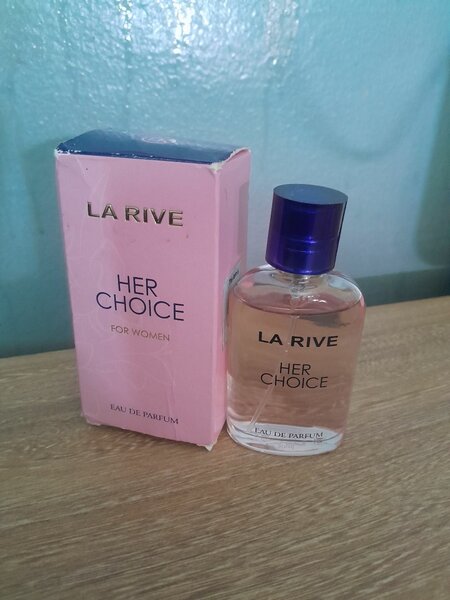 LA RIVE
HER
CHOICE
FOR WOMEN
EAU DE PARFUM
LA RIVE
HER
CHOICE
EAU DE PARFUM